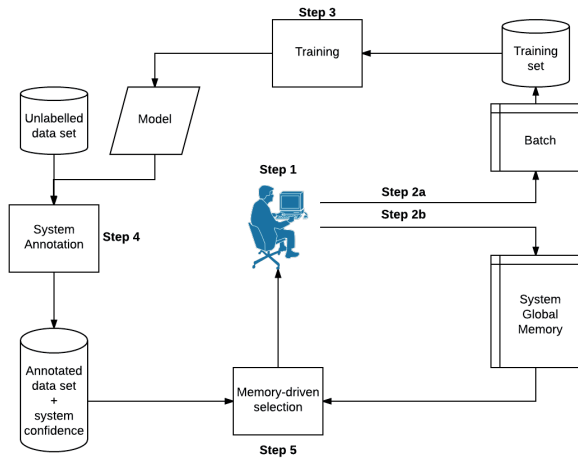 Step 3
Training
Training
set
Unlabelled
data set
Model
Batch
Step 1
Step 2a
Step 2b
System
Annotation
Step 4
System
Global
Memory
Annotated
data set
+
system
confidence
Memory-driven
selection
Step 5